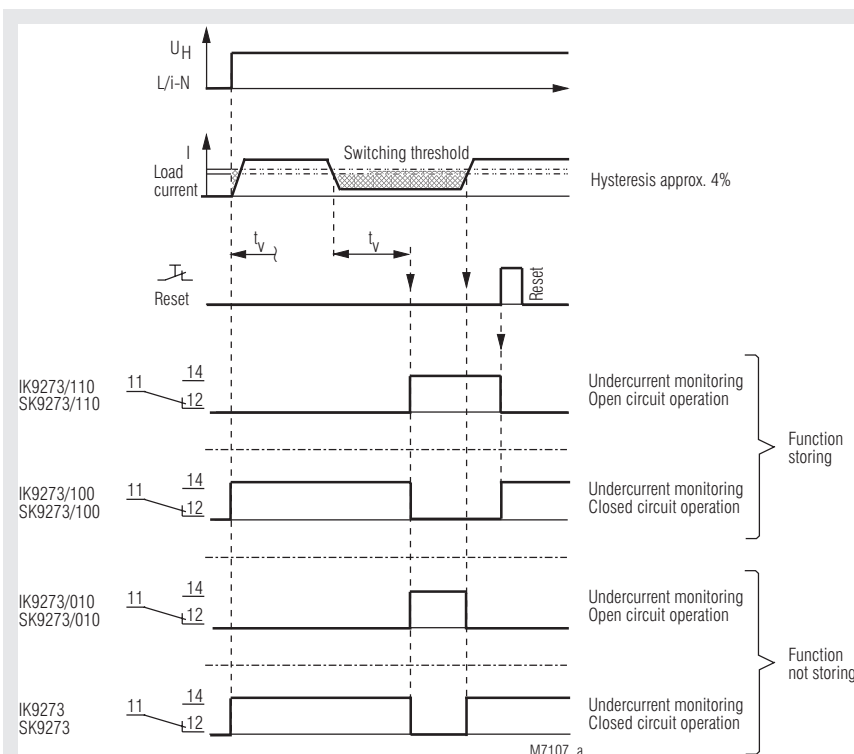 UH
L/i-N
I
Load
current
Switching threshold
Hysteresis approx. 4%
tv
tv
Reset
Reset
IK9273/110
SK9273/110
11
14
12
Undercurrent monitoring
Open circuit operation
Function
storing
IK9273/100
SK9273/100
11
14
12
Undercurrent monitoring
Closed circuit operation
IK9273/010
SK9273/010
11
14
12
Undercurrent monitoring
Open circuit operation
Function
not storing
IK9273
SK9273
11
14
12
Undercurrent monitoring
Closed circuit operation
M7107_a